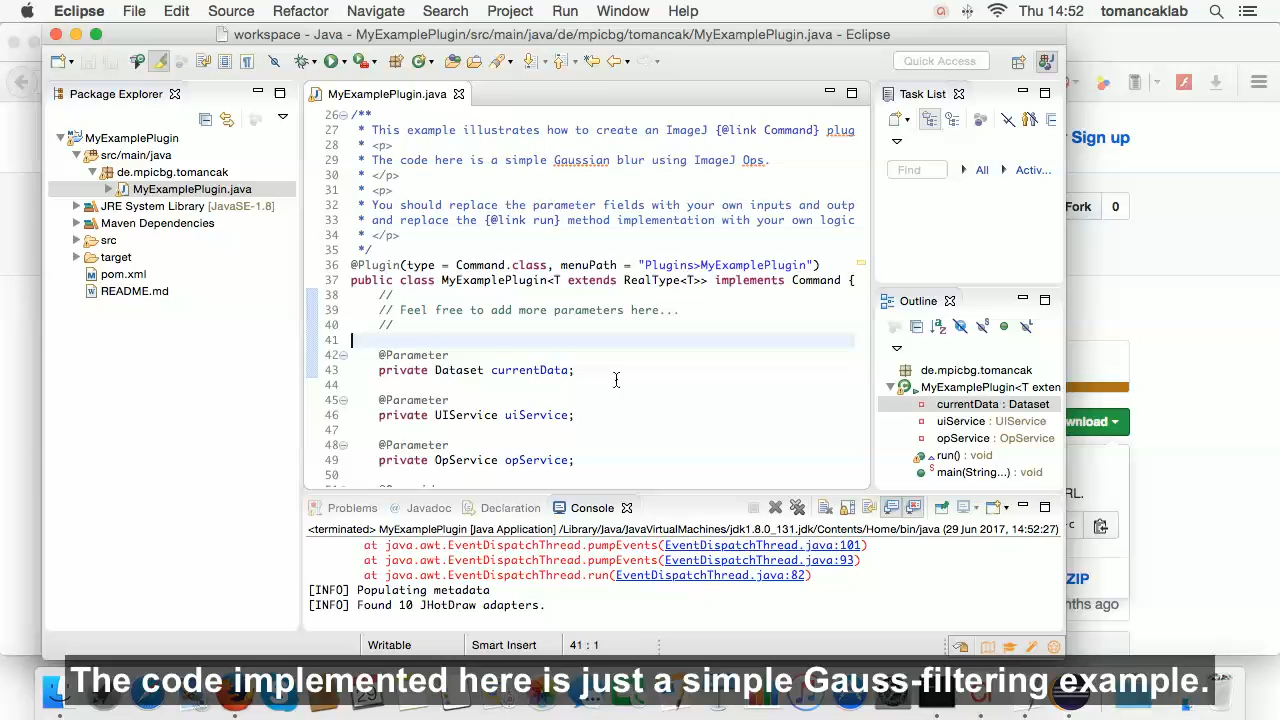 Eclipse File Edit Source Refactor Navigate Search Project Run Window Help Thu 14:52 tomancaklab
workspace - Java - MyExamplePlugin/src/main/java/de/mpicbg/tomancak/MyExamplePlugin.java - Eclipse
Quick Access
Package Explorer
MyExamplePlugin
src/main/java
de.mpicbg.tomancak
MyExamplePlugin.java
JRE System Library [JavaSE-1.8]
Maven Dependencies
src
target
pom.xml
README.md
MyExamplePlugin.java
26 /**
27 * This example illustrates how to create an ImageJ {@link Command} plug
28 * <p>
29 * The code here is a simple Gaussian blur using ImageJ Ops.
30 * </p>
31 * <p>
32 * You should replace the parameter fields with your own inputs and outp
33 * and replace the {@link run} method implementation with your own logic
34 * </p>
35 */
36 @Plugin(type = Command.class, menuPath = "Plugins>MyExamplePlugin")
37 public class MyExamplePlugin<T extends RealType<T>> implements Command {
38 //
39 // Feel free to add more parameters here...
40 //
41
42 @Parameter
43 private Dataset currentData;
44
45 @Parameter
46 private UIService uiService;
47
48 @Parameter
49 private OpService opService;
50
Task List
Find All Activ...
Outline
de.mpicbg.tomancak
MyExamplePlugin<T exten
currentData : Dataset
uiService : UIService
opService : OpService
run() : void
main(String...) : void
Sign up
Fork 0
wnload
RL.
ZIP
nths ago
Problems Javadoc Declaration Console
<terminated> MyExamplePlugin [Java Application] /Library/Java/JavaVirtualMachines/jdk1.8.0_131.jdk/Contents/Home/bin/java (29 Jun 2017, 14:52:27)
at java.awt.EventDispatchThread.pumpEvents(EventDispatchThread.java:101)
at java.awt.EventDispatchThread.pumpEvents(EventDispatchThread.java:93)
at java.awt.EventDispatchThread.run(EventDispatchThread.java:82)
[INFO] Populating metadata
[INFO] Found 10 JHotDraw adapters.
Writable Smart Insert 41 : 1
The code implemented here is just a simple Gauss-filtering example.